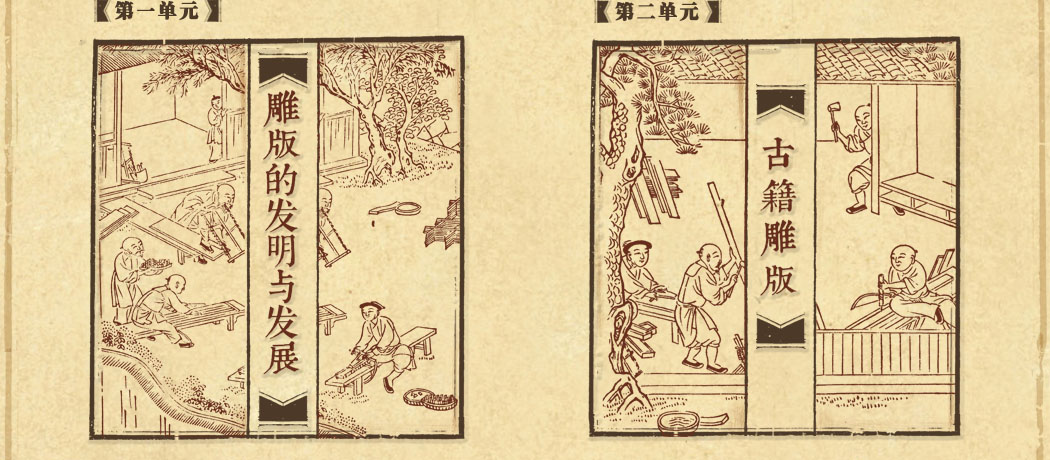 【第一单元】
雕版的发明与发展
【第二单元】
古籍雕版